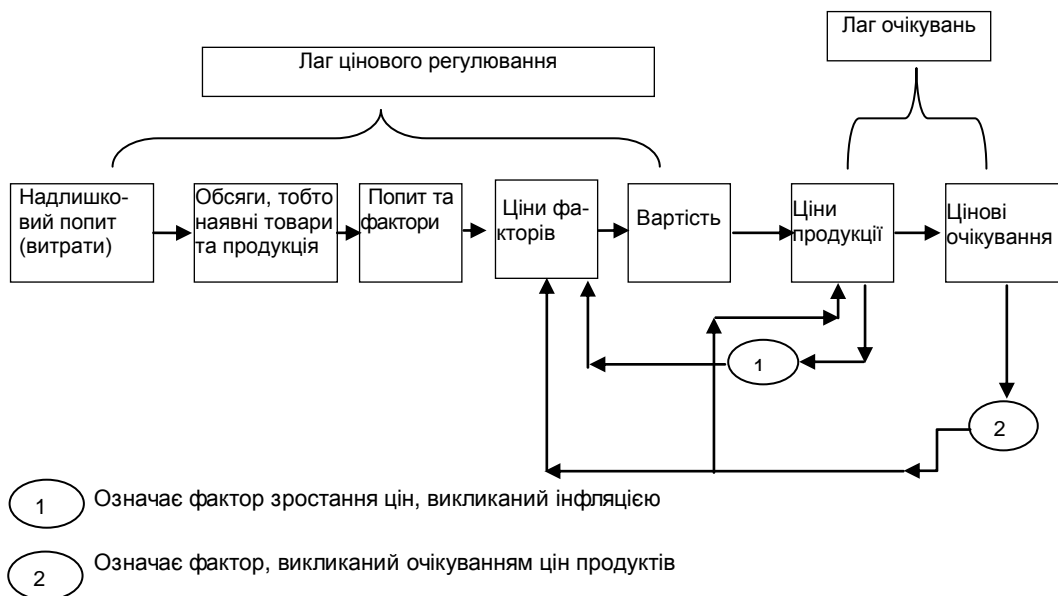 Лаг очікувань
Лаг цінового регулювання
Надлишко-
вий попит
(витрати)
Обсяги, тобто
наявні товари
та продукція
Попит та
фактори
Ціни фа-
кторів
Вартість
Ціни
продукції
Цінові
очікування
1
2
1 Означає фактор зростання цін, викликаний інфляцією
2 Означає фактор, викликаний очікуванням цін продуктів